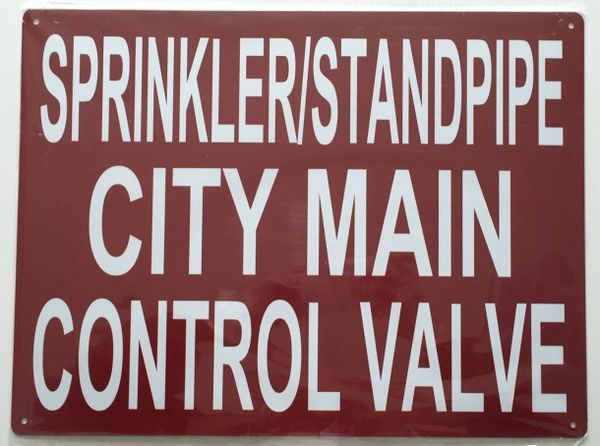 SPRINKLER/STANDPIPE
CITY MAIN
CONTROL VALVE